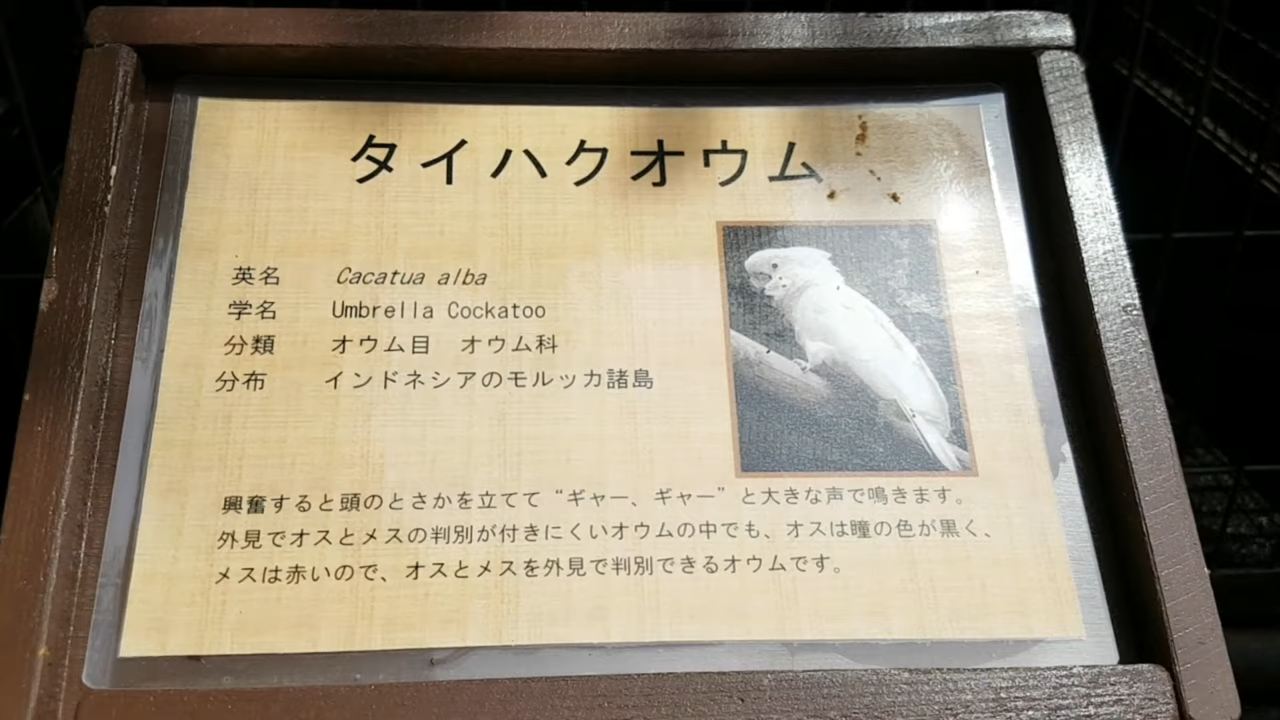 タイハクオウム
英名 Cacatua alba
学名 Umbrella Cockatoo
分類 オウム目 オウム科
分布 インドネシアのモルッカ諸島
興奮すると頭のとさかを立てて“ギャー、ギャー”と大きな声で鳴きます。
外見でオスとメスの判別が付きにくいオウムの中でも、オスは瞳の色が黒く、
メスは赤いので、オスとメスを外見で判別できるオウムです。